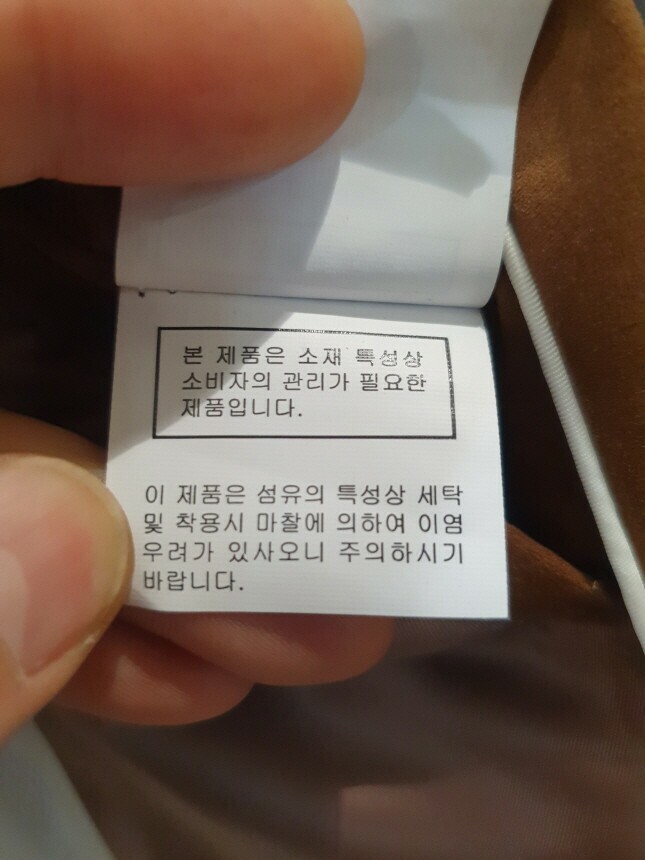 본 제품은 소재 특성상
소비자의 관리가 필요한
제품입니다.
이 제품은 섬유의 특성상 세탁
및 착용시 마찰에 의하여 이염
우려가 있사오니 주의하시기
바랍니다.